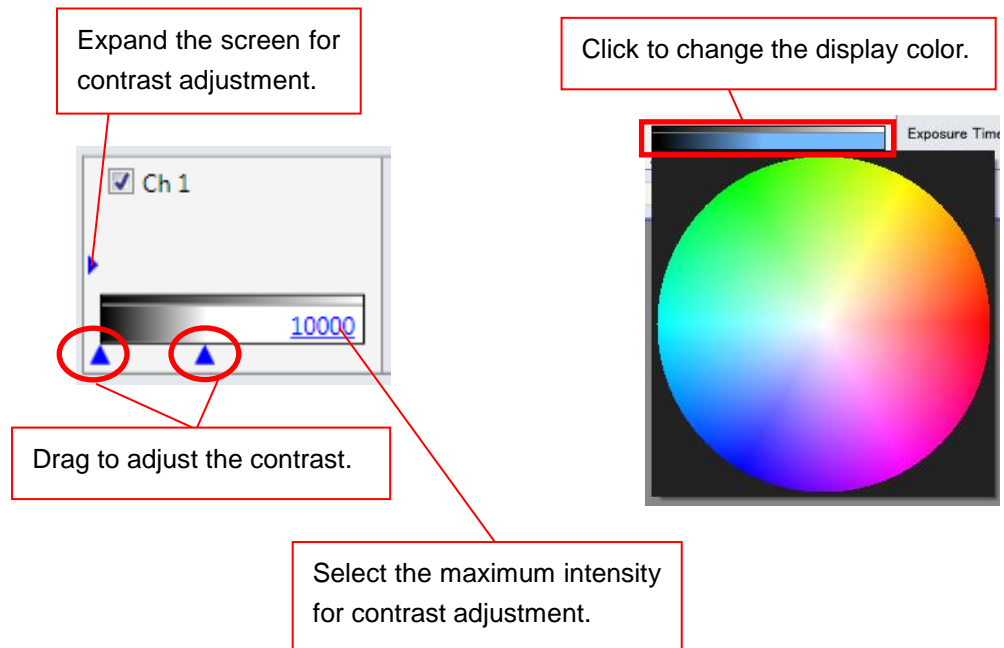 Expand the screen for
contrast adjustment.
Click to change the display color.
Exposure Time
Ch 1
10000
Drag to adjust the contrast.
Select the maximum intensity
for contrast adjustment.